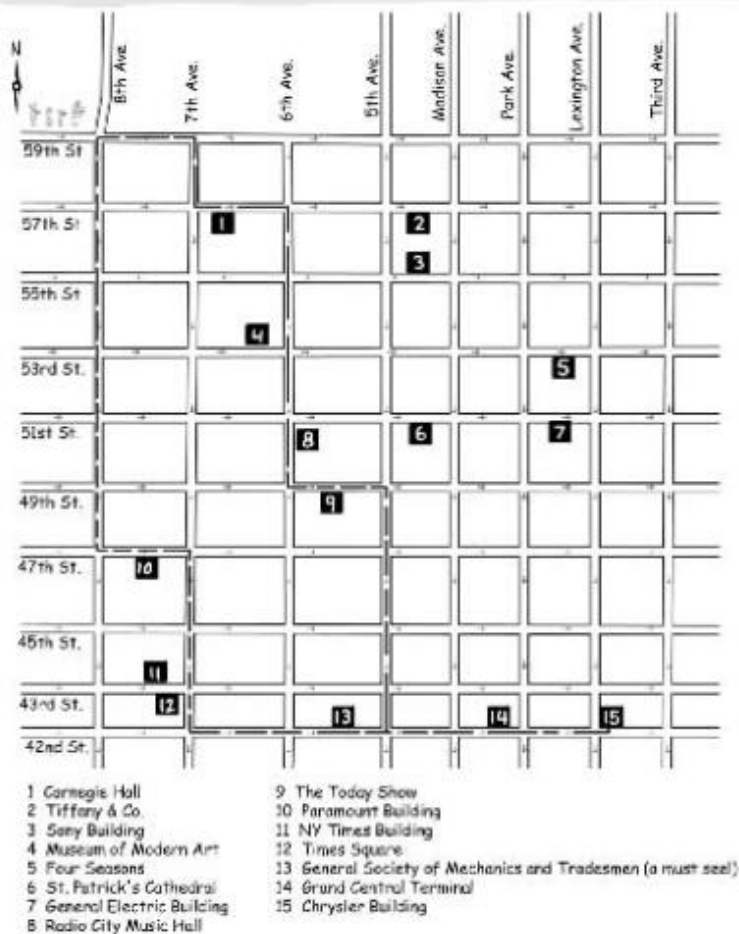 N
8th Ave.
7th Ave.
6th Ave.
5th Ave.
Madison Ave.
Park Ave.
Lexington Ave.
Third Ave.
59th St
57th St
1
2
3
55th St
4
53rd St.
5
51st St.
8
6
7
49th St.
9
47th St.
10
45th St.
11
43rd St.
12
13
14
15
42nd St.
1 Carnegie Hall
2 Tiffany & Co.
3 Sony Building
4 Museum of Modern Art
5 Four Seasons
6 St. Patrick's Cathedral
7 General Electric Building
8 Radio City Music Hall
9 The Today Show
10 Paramount Building
11 NY Times Building
12 Times Square
13 General Society of Mechanics and Tradesmen (a must see!)
14 Grand Central Terminal
15 Chrysler Building